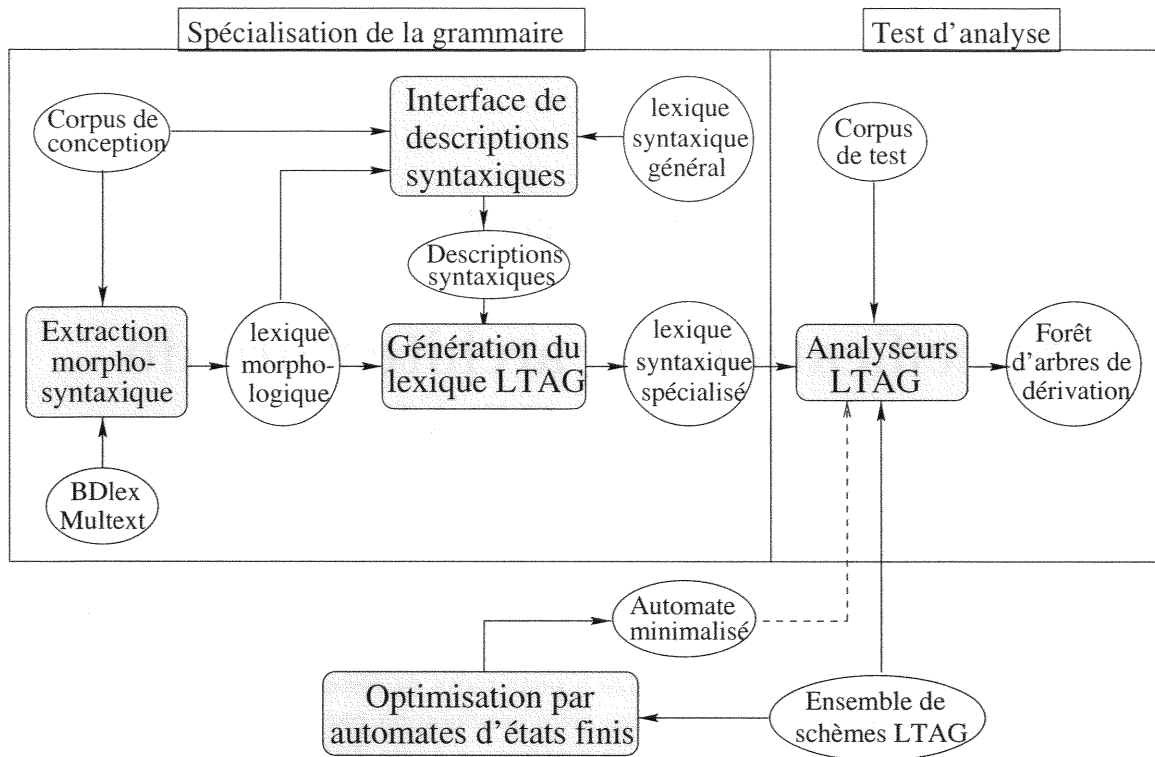 Spécialisation de la grammaire
Test d'analyse
Corpus de
conception
Interface de
descriptions
syntaxiques
lexique
syntaxique
général
Corpus
de test
Descriptions
syntaxiques
Extraction
morpho-
syntaxique
lexique
morpho-
logique
Génération du
lexique LTAG
lexique
syntaxique
spécialisé
Analyseurs
LTAG
Forêt
d'arbres de
dérivation
BDlex
Multext
Automate
minimalisé
Optimisation par
automates d'états finis
Ensemble de
schèmes LTAG